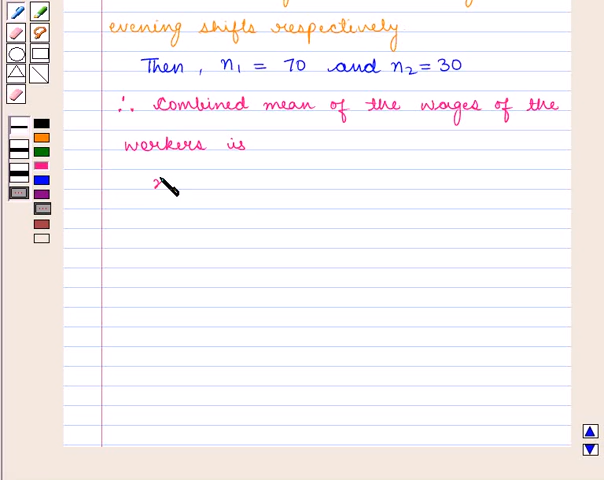 evening shifts respectively
Then, n1 = 70 and n2 = 30
∴ Combined mean of the wages of the
workers is